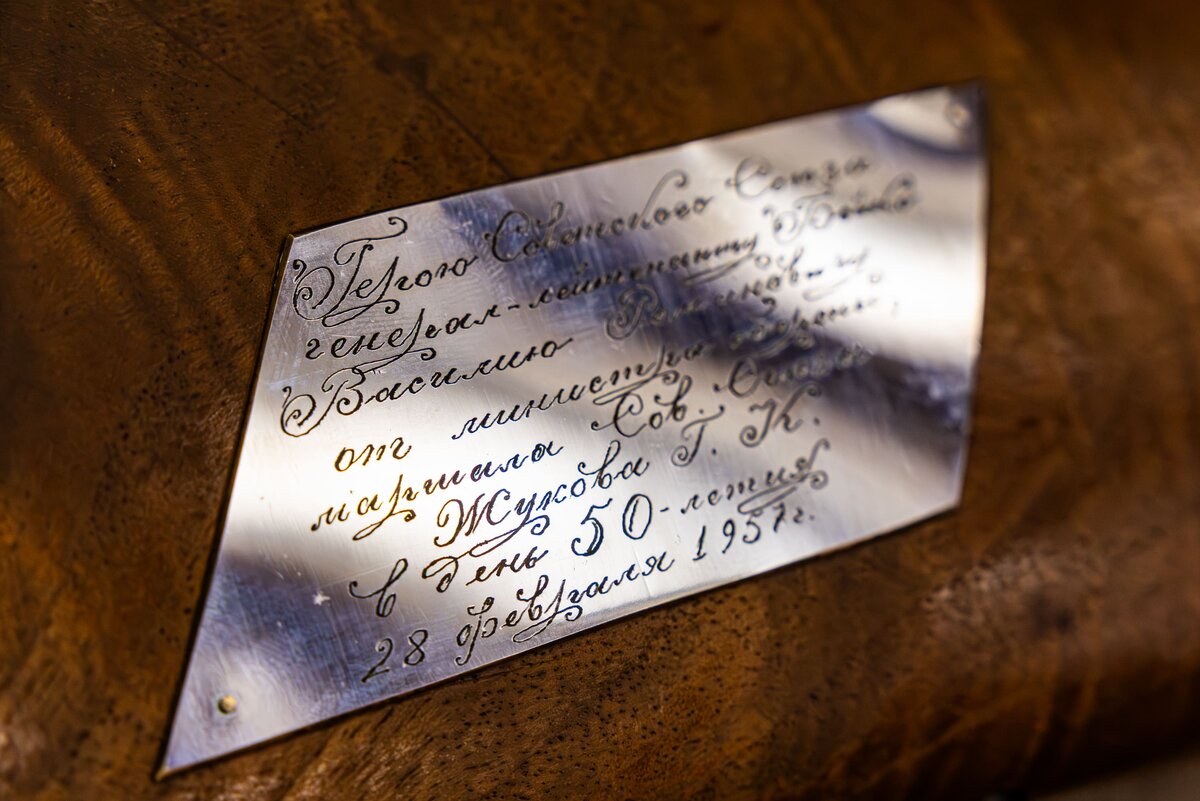 Герою Советского Союза
генерал-лейтенанту Бойко
Василию Романовичу
от министра обороны,
маршала Сов. Союза
Жукова Г. К.
в день 50-летия
28 февраля 1957г.